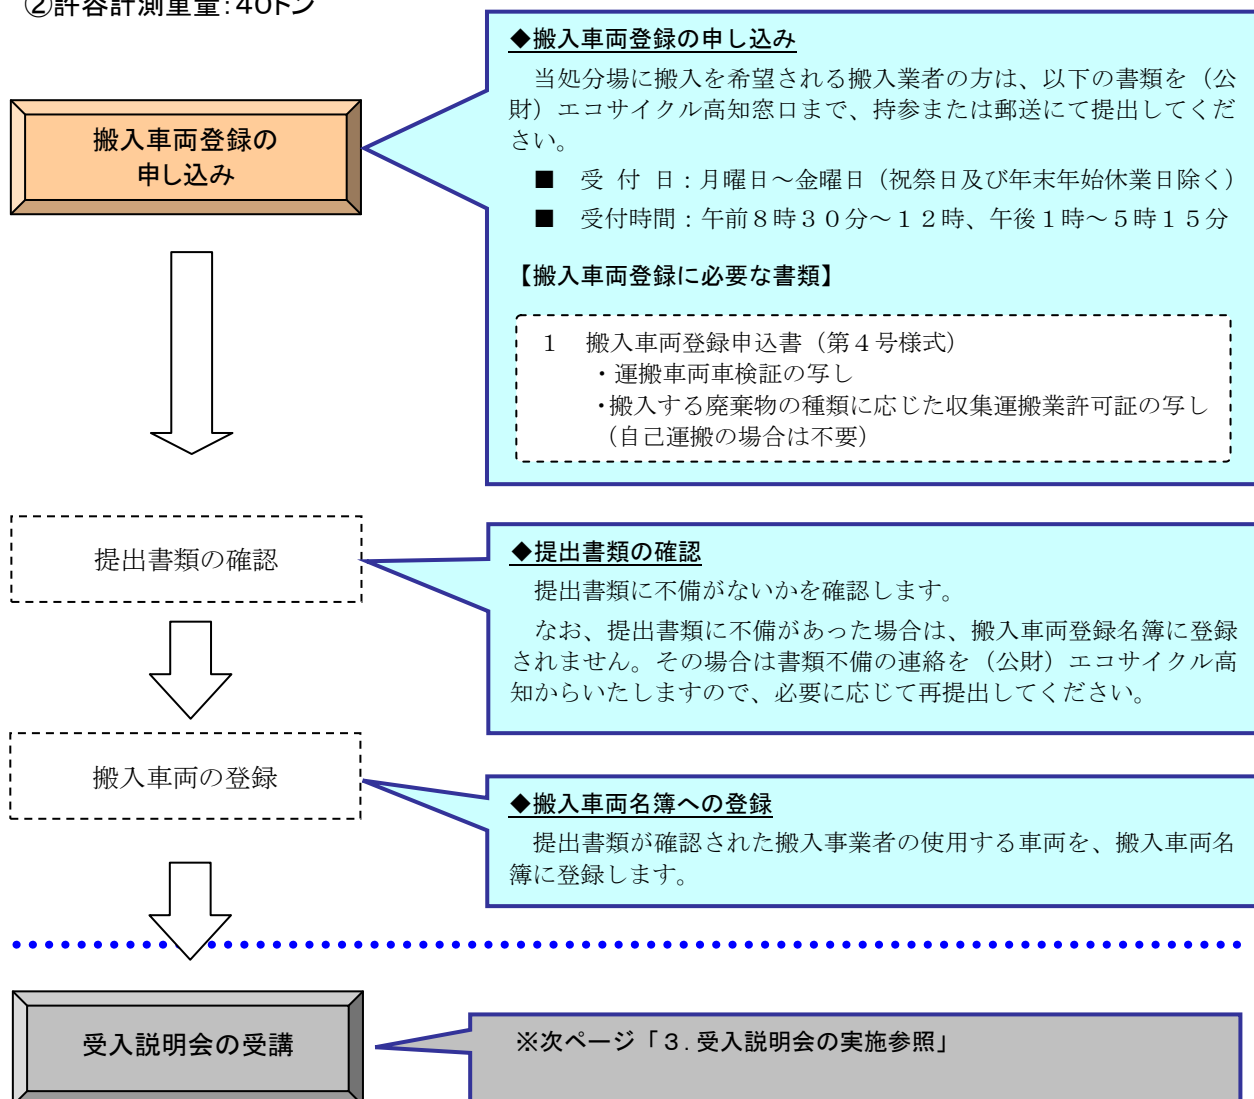 ②許容計測重量:40トン
搬入車両登録の
申し込み
◆搬入車両登録の申し込み
当処分場に搬入を希望される搬入業者の方は、以下の書類を(公
財)エコサイクル高知窓口まで、持参または郵送にて提出してくだ
さい。
■ 受 付 日:月曜日~金曜日(祝祭日及び年末年始休業日除く)
■ 受付時間:午前8時30分~12時、午後1時~5時15分
【搬入車両登録に必要な書類】
1 搬入車両登録申込書(第4号様式)
・運搬車両車検証の写し
・搬入する廃棄物の種類に応じた収集運搬業許可証の写し
(自己運搬の場合は不要)
提出書類の確認
◆提出書類の確認
提出書類に不備がないかを確認します。
なお、提出書類に不備があった場合は、搬入車両登録名簿に登録
されません。その場合は書類不備の連絡を(公財)エコサイクル高
知からいたしますので、必要に応じて再提出してください。
搬入車両の登録
◆搬入車両名簿への登録
提出書類が確認された搬入事業者の使用する車両を、搬入車両名
簿に登録します。
受入説明会の受講
※次ページ「3.受入説明会の実施参照」